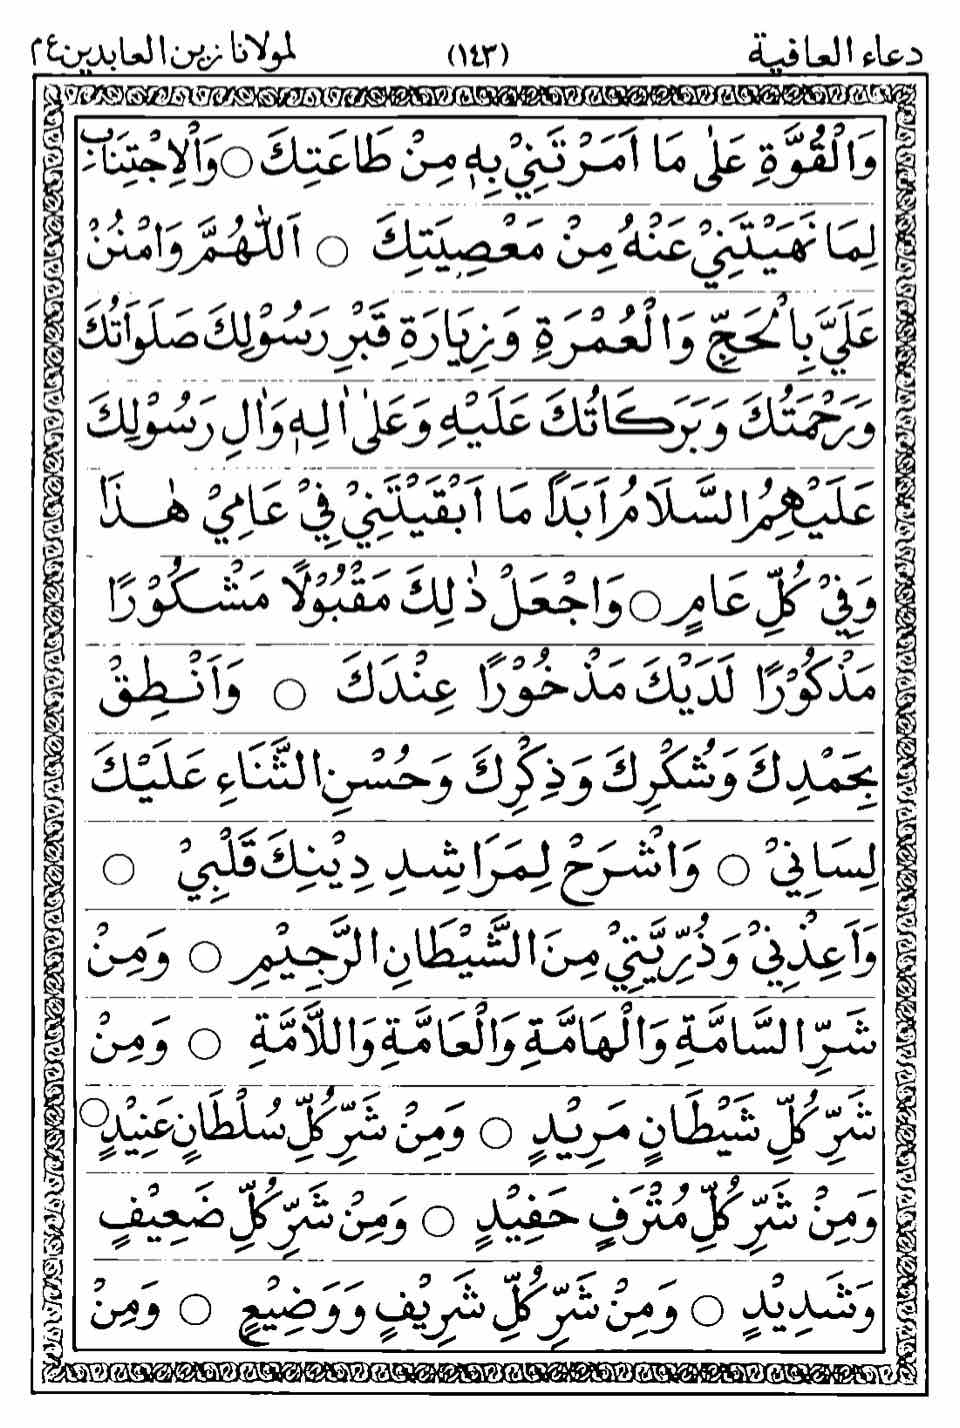 دعاء العافية (١٤٣) لمولانا زين العابدين ع م
وَالْقُوَّةِ عَلٰى مَا اَمَرْتَنِيْ بِهٖ مِنْ طَاعَتِكَ ○ وَالْاِجْتِنَابِ
لِمَا نَهَيْتَنِيْ عَنْهُ مِنْ مَعْصِيَتِكَ ○ اَللّٰهُمَّ وَامْنُنْ
عَلَيَّ بِالْحَجِّ وَالْعُمْرَةِ وَزِيَارَةِ قَبْرِ رَسُوْلِكَ صَلَوَاتُكَ
وَرَحْمَتُكَ وَبَرَكَاتُكَ عَلَيْهِ وَعَلٰى اٰلِهٖ وَاٰلِ رَسُوْلِكَ
عَلَيْهِمُ السَّلَامُ اَبَدًا مَا اَبْقَيْتَنِيْ فِيْ عَامِيْ هٰذَا
وَفِيْ كُلِّ عَامٍ ○ وَاجْعَلْ ذٰلِكَ مَقْبُوْلًا مَشْكُوْرًا
مَذْكُوْرًا لَدَيْكَ مَذْخُوْرًا عِنْدَكَ ○ وَاَنْطِقْ
بِحَمْدِكَ وَشُكْرِكَ وَذِكْرِكَ وَحُسْنِ الثَّنَاءِ عَلَيْكَ
لِسَانِيْ ○ وَاشْرَحْ لِمَرَاشِدِ دِيْنِكَ قَلْبِيْ ○
وَاَعِذْنِيْ وَذُرِّيَّتِيْ مِنَ الشَّيْطَانِ الرَّجِيْمِ ○ وَمِنْ
شَرِّ السَّامَّةِ وَالْهَامَّةِ وَالْعَامَّةِ وَاللَّامَّةِ ○ وَمِنْ
شَرِّ كُلِّ شَيْطَانٍ مَرِيْدٍ ○ وَمِنْ شَرِّ كُلِّ سُلْطَانٍ عَنِيْدٍ ○
وَمِنْ شَرِّ كُلِّ مُتْرَفٍ حَفِيْدٍ ○ وَمِنْ شَرِّ كُلِّ ضَعِيْفٍ
وَشَدِيْدٍ ○ وَمِنْ شَرِّ كُلِّ شَرِيْفٍ وَوَضِيْعٍ ○ وَمِنْ